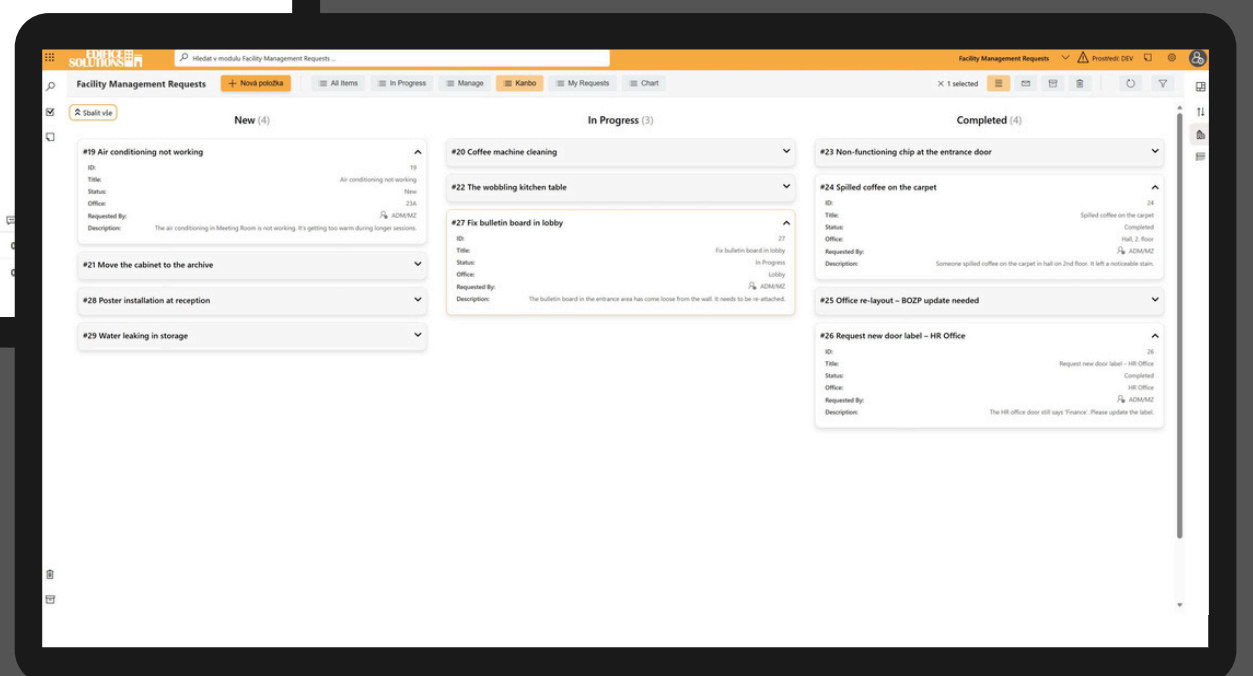 EDIFICE
SOLUTIONS
Hledat v modulu Facility Management Requests ...
Facility Management Requests
Prostředí: DEV
Facility Management Requests
Nová položka
All Items
In Progress
Manage
Kanbo
My Requests
Chart
1 selected
Sbalit vše
New (4)
#19 Air conditioning not working
ID: 19
Title: Air conditioning not working
Status: New
Office: 23A
Requested By: ADM/MZ
Description: The air conditioning in Meeting Room is not working. It's getting too warm during longer sessions.
#21 Move the cabinet to the archive
#28 Poster installation at reception
#29 Water leaking in storage
In Progress (3)
#20 Coffee machine cleaning
#22 The wobbling kitchen table
#27 Fix bulletin board in lobby
ID: 27
Title: Fix bulletin board in lobby
Status: In Progress
Office: Lobby
Requested By: ADM/MZ
Description: The bulletin board in the entrance area has come loose from the wall. It needs to be re-attached.
Completed (4)
#23 Non-functioning chip at the entrance door
#24 Spilled coffee on the carpet
ID: 24
Title: Spilled coffee on the carpet
Status: Completed
Office: Hall, 2. floor
Requested By: ADM/MZ
Description: Someone spilled coffee on the carpet in hall on 2nd floor. It left a noticeable stain.
#25 Office re-layout – BOZP update needed
#26 Request new door label – HR Office
ID: 26
Title: Request new door label – HR Office
Status: Completed
Office: HR Office
Requested By: ADM/MZ
Description: The HR office door still says 'Finance'. Please update the label.